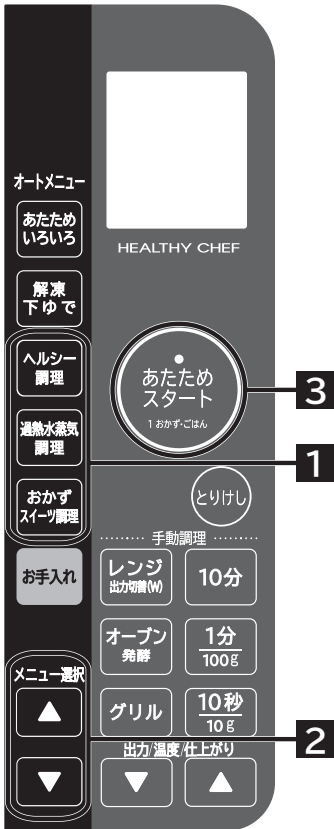 オートメニュー
あたため
いろいろ
解凍
下ゆで
ヘルシー
調理
過熱水蒸気
調理
おかず
スイーツ調理
お手入れ
メニュー選択
▲
▼
HEALTHY CHEF
あたため
スタート
1 おかず・ごはん
とりけし
手動調理
レンジ
出力切替(W)
10分
オーブン
発酵
1分
100g
グリル
10秒
10g
出力/温度/仕上がり
▼
▲
3
1
2